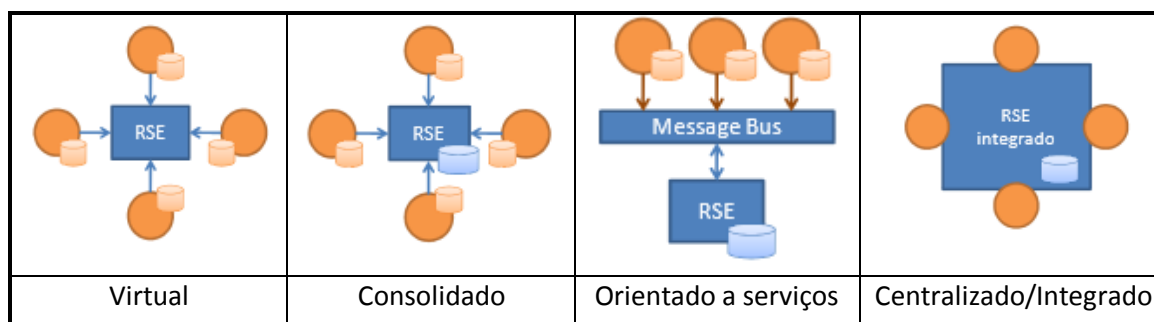 RSE
RSE
Message Bus
RSE
RSE
integrado
Virtual
Consolidado
Orientado a serviços
Centralizado/Integrado